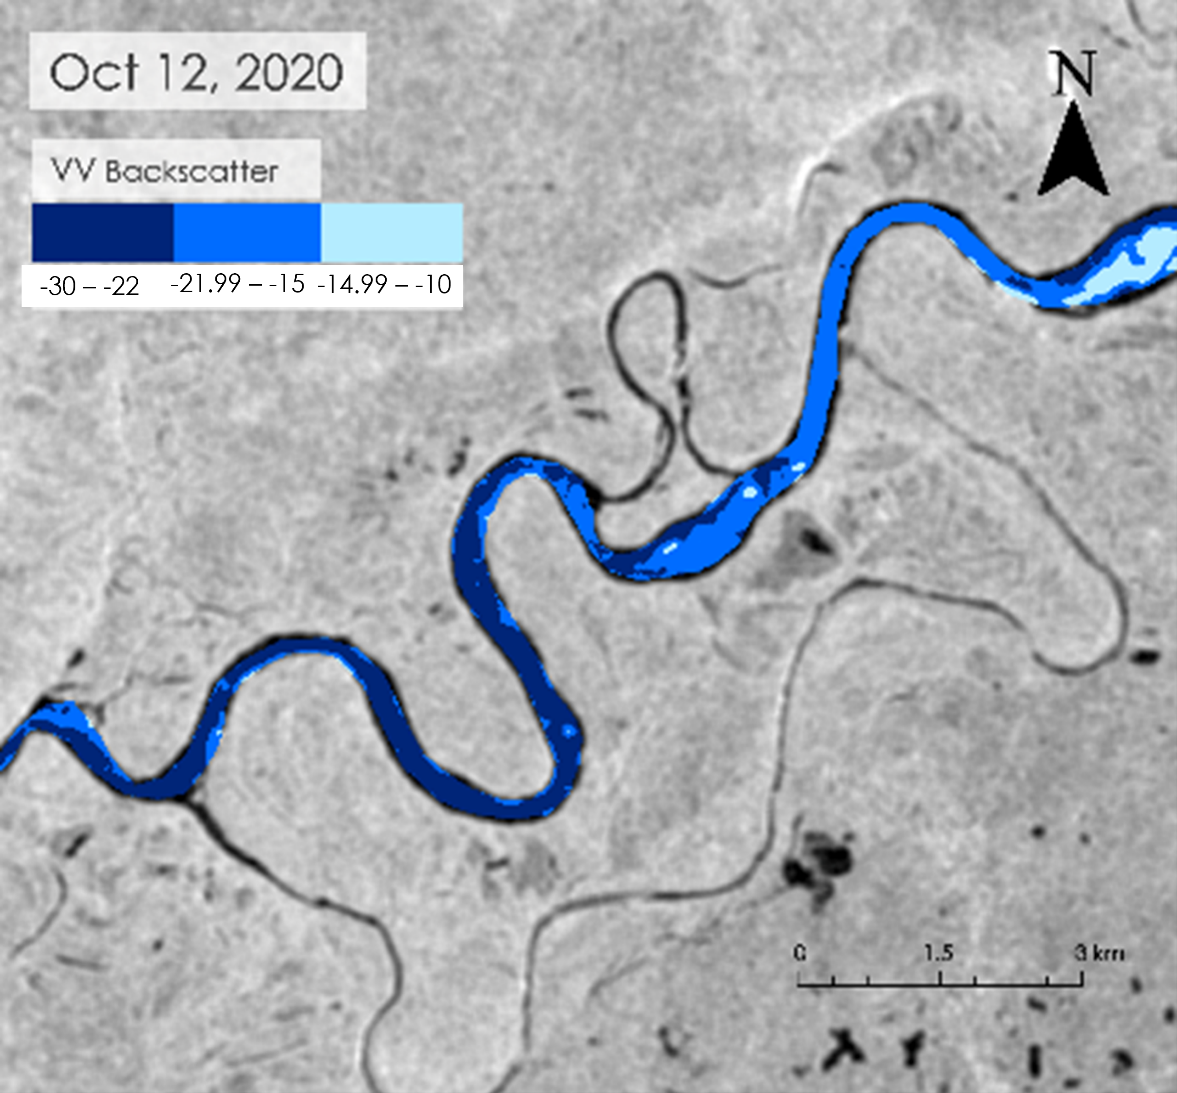 Oct 12, 2020
N
VV Backscatter
-30 – -22 -21.99 – -15 -14.99 – -10
0 1.5 3 km